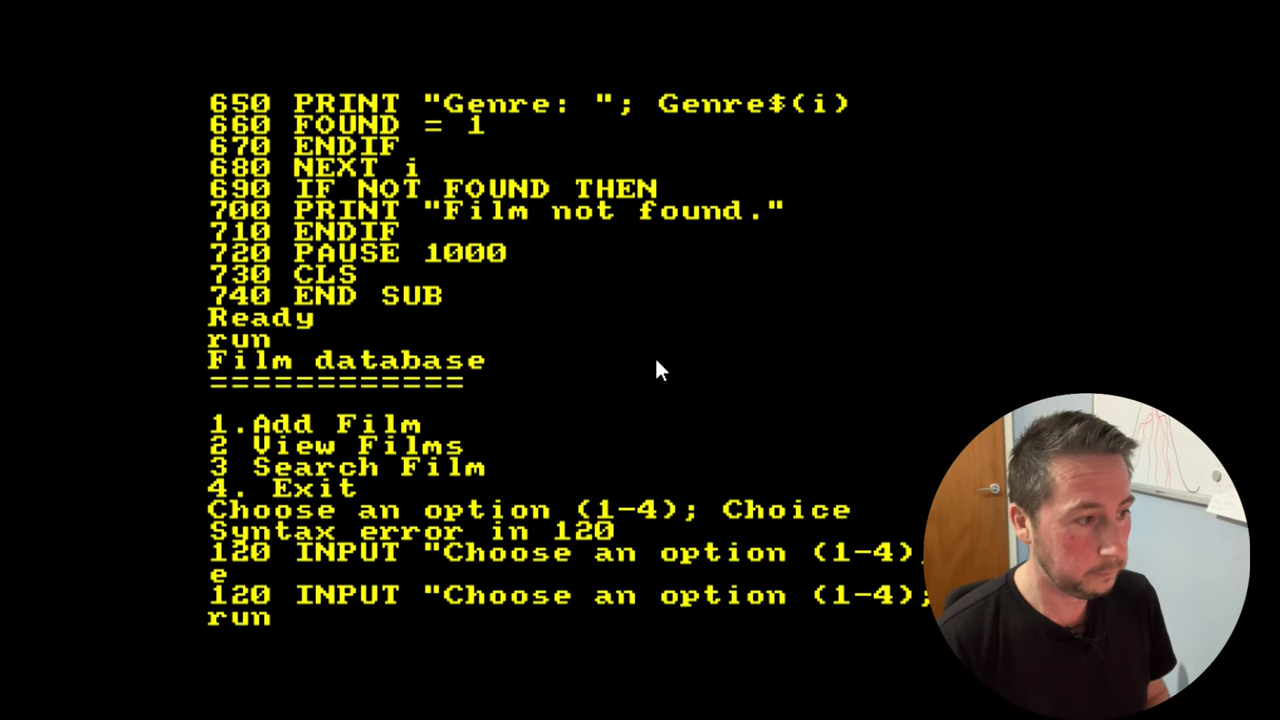 650 PRINT "Genre: "; Genre$(i)
660 FOUND = 1
670 ENDIF
680 NEXT i
690 IF NOT FOUND THEN
700 PRINT "Film not found."
710 ENDIF
720 PAUSE 1000
730 CLS
740 END SUB
Ready
run
Film database
============
1.Add Film
2 View Films
3 Search Film
4. Exit
Choose an option (1-4); Choice
Syntax error in 120
120 INPUT "Choose an option (1-4)
e
120 INPUT "Choose an option (1-4);
run